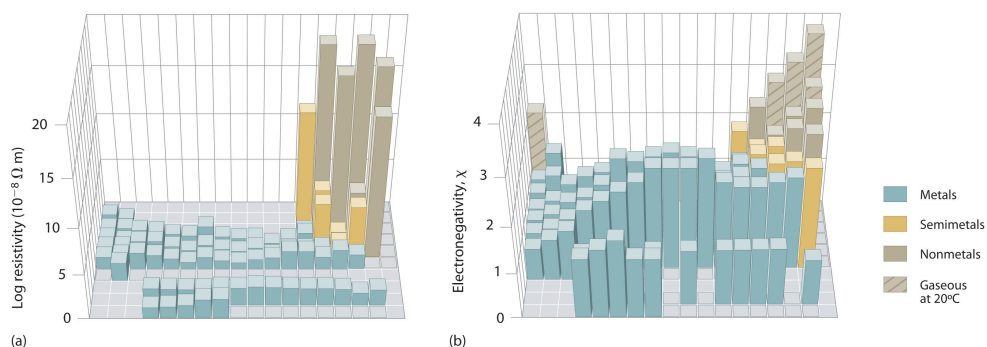 Log resistivity (10⁻⁸ Ω m)
20
15
10
5
0
(a)
Electronegativity, χ
4
3
2
1
0
(b)
Metals
Semimetals
Nonmetals
Gaseous
at 20ºC